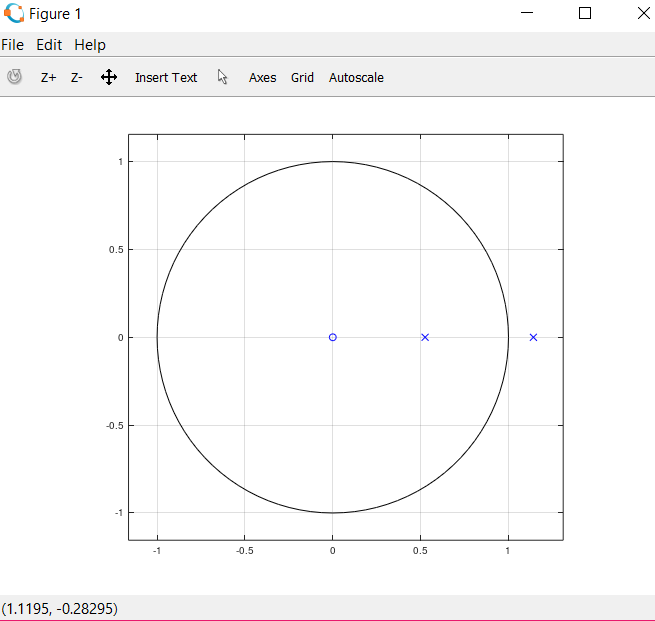 Figure 1
File Edit Help
Z+ Z- Insert Text Axes Grid Autoscale
1
0.5
0
-0.5
-1
-1 -0.5 0 0.5 1
(1.1195, -0.28295)